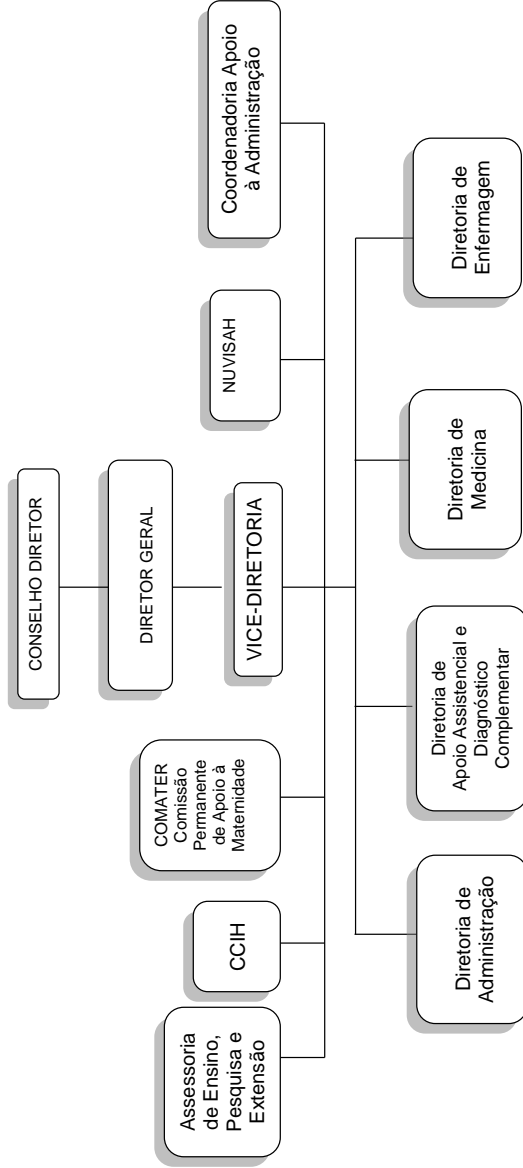 CONSELHO DIRETOR
DIRETOR GERAL
VICE-DIRETORIA
Assessoria
de Ensino,
Pesquisa e
Extensão
CCIH
COMATER
Comissão
Permanente
de Apoio à
Maternidade
NUVISAH
Coordenadoria Apoio
à Administração
Diretoria de
Administração
Diretoria de
Apoio Assistencial e
Diagnóstico
Complementar
Diretoria de
Medicina
Diretoria de
Enfermagem